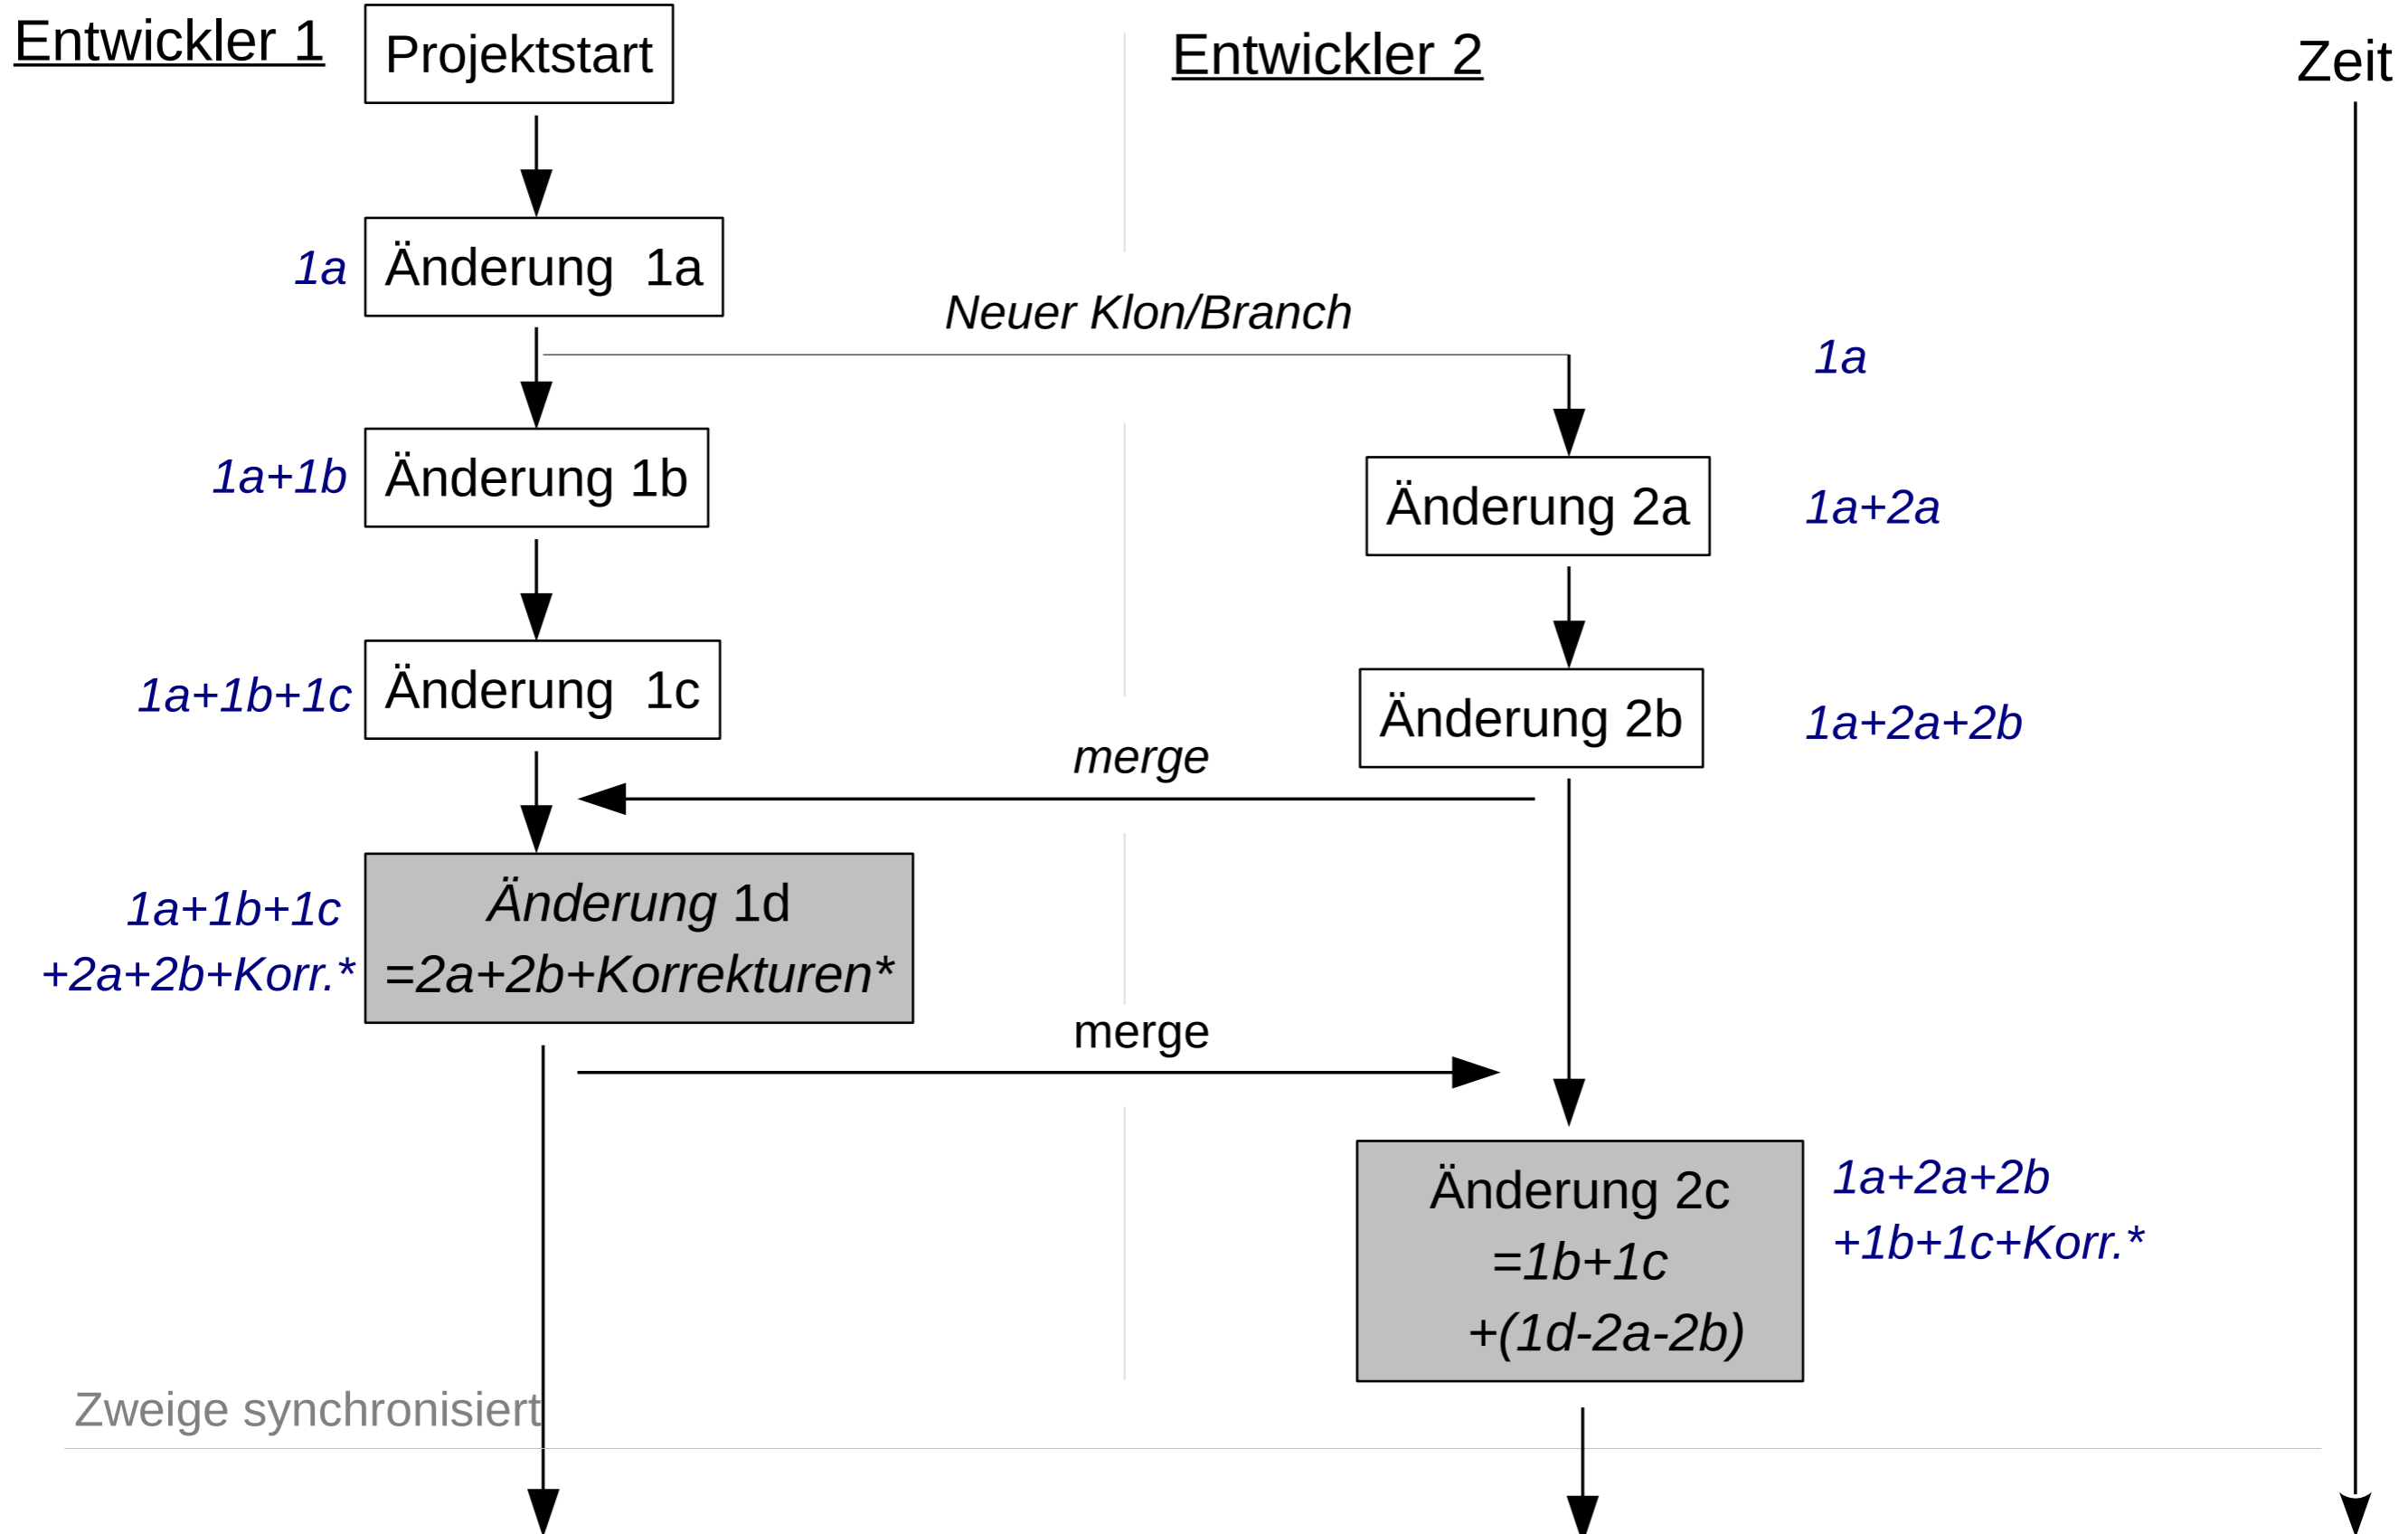 Entwickler 1
Projektstart
Entwickler 2
Zeit
1a
Änderung 1a
Neuer Klon/Branch
1a
1a+1b
Änderung 1b
Änderung 2a
1a+2a
1a+1b+1c
Änderung 1c
Änderung 2b
1a+2a+2b
merge
1a+1b+1c
+2a+2b+Korr.*
Änderung 1d
=2a+2b+Korrekturen*
merge
Änderung 2c
=1b+1c
+(1d-2a-2b)
1a+2a+2b
+1b+1c+Korr.*
Zweige synchronisiert